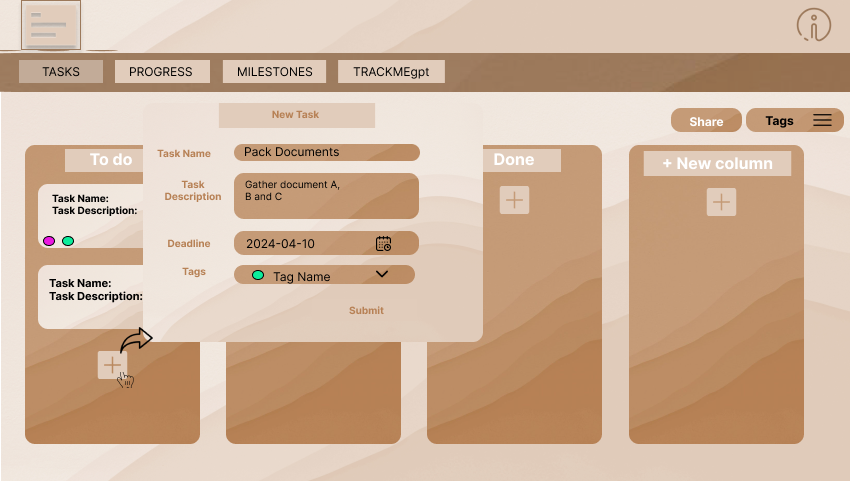 TASKS PROGRESS MILESTONES TRACKMEgpt
Share Tags
To do
Task Name:
Task Description:
Task Name:
Task Description:
New Task
Task Name Pack Documents
Task
Description
Gather document A,
B and C
Deadline 2024-04-10
Tags Tag Name
Submit
Done
+ New column